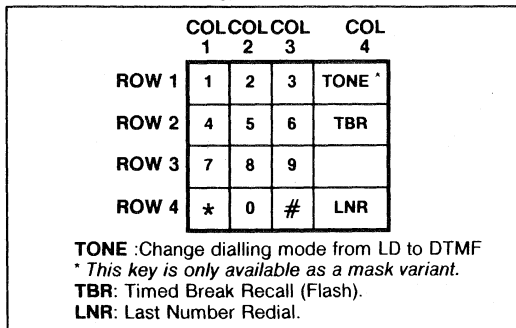 COL COL COL COL
1 2 3 4
ROW 1 1 2 3 TONE *
ROW 2 4 5 6 TBR
ROW 3 7 8 9
ROW 4 * 0 # LNR
TONE :Change dialling mode from LD to DTMF
* This key is only available as a mask variant.
TBR: Timed Break Recall (Flash).
LNR: Last Number Redial.